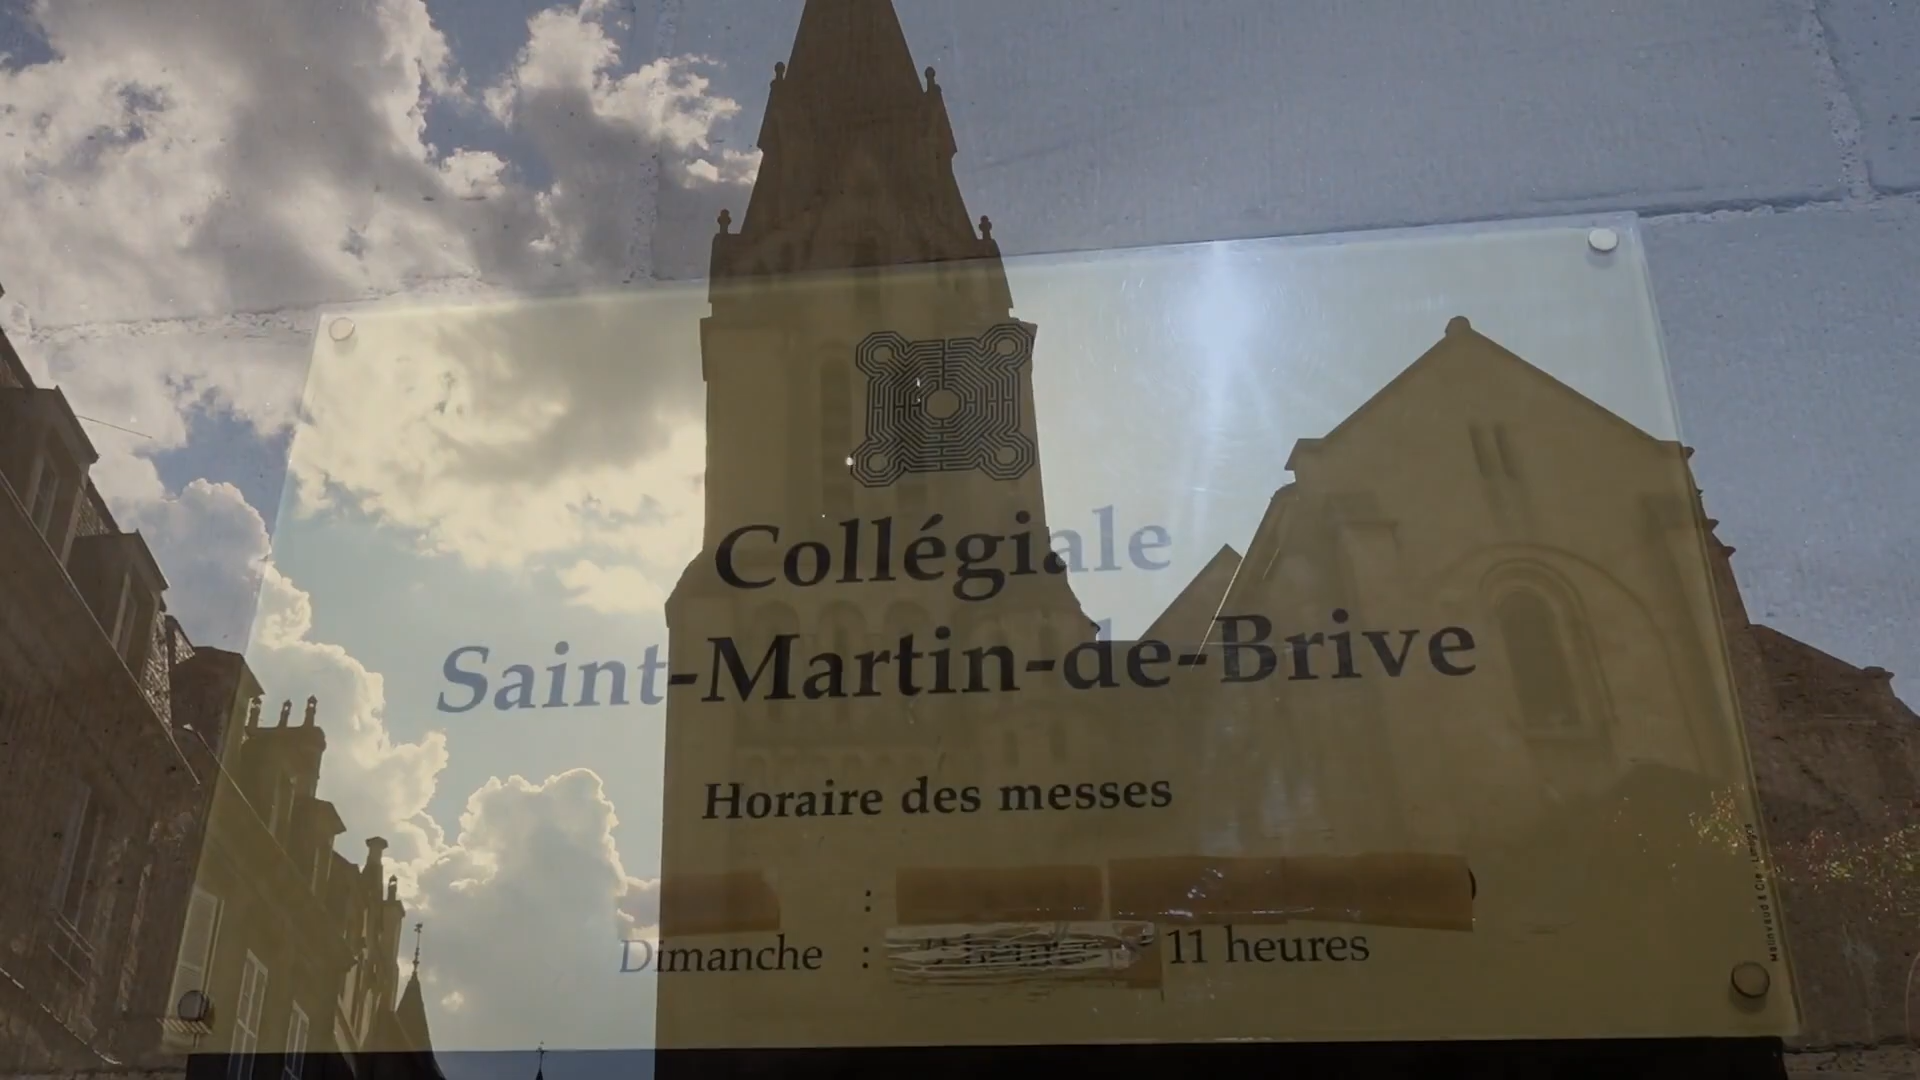 Collégiale
Saint-Martin-de-Brive
Horaire des messes
:
Dimanche : 11 heures